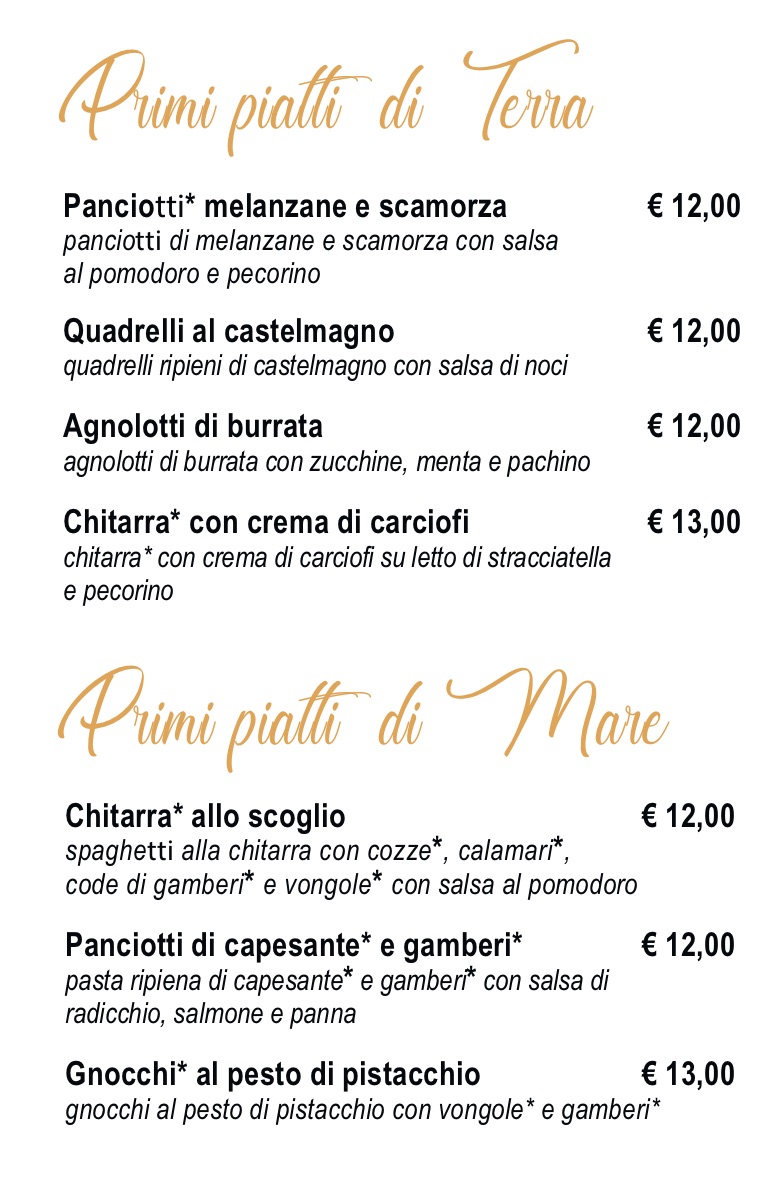 Primi piatti di Terra
Panciotti* melanzane e scamorza € 12,00
panciotti di melanzane e scamorza con salsa
al pomodoro e pecorino
Quadrelli al castelmagno € 12,00
quadrelli ripieni di castelmagno con salsa di noci
Agnolotti di burrata € 12,00
agnolotti di burrata con zucchine, menta e pachino
Chitarra* con crema di carciofi € 13,00
chitarra* con crema di carciofi su letto di stracciatella
e pecorino
Primi piatti di Mare
Chitarra* allo scoglio € 12,00
spaghetti alla chitarra con cozze*, calamari*,
code di gamberi* e vongole* con salsa al pomodoro
Panciotti di capesante* e gamberi* € 12,00
pasta ripiena di capesante* e gamberi* con salsa di
radicchio, salmone e panna
Gnocchi* al pesto di pistacchio € 13,00
gnocchi al pesto di pistacchio con vongole* e gamberi*